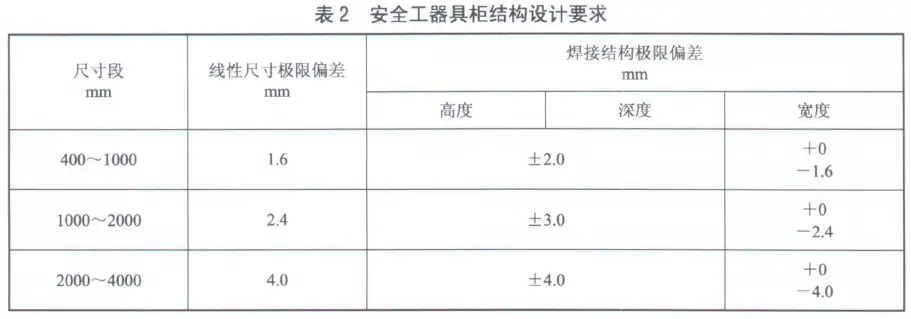 表2 安全工器具柜结构设计要求
尺寸段
mm
线性尺寸极限偏差
mm
焊接结构极限偏差
mm
高度 深度 宽度
400～1000 1.6 ±2.0 +0
－1.6
1000～2000 2.4 ±3.0 +0
－2.4
2000～4000 4.0 ±4.0 +0
－4.0